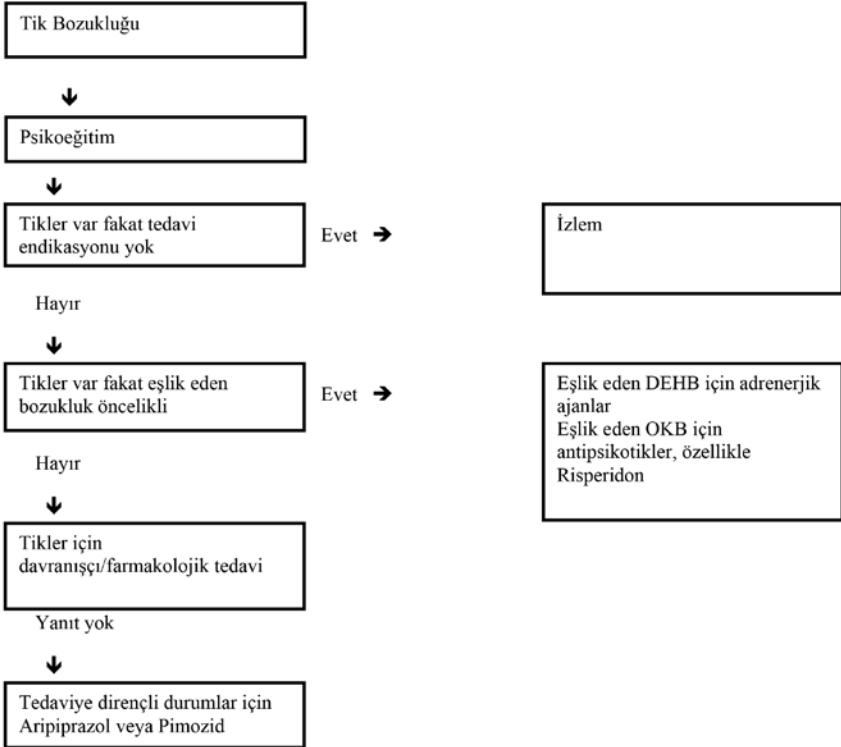 Tik Bozukluğu
Psikoeğitim
Tikler var fakat tedavi
endikasyonu yok
Evet
İzlem
Hayır
Tikler var fakat eşlik eden
bozukluk öncelikli
Evet
Eşlik eden DEHB için adrenerjik
ajanlar
Eşlik eden OKB için
antipsikotikler, özellikle
Risperidon
Hayır
Tikler için
davranışçı/farmakolojik tedavi
Yanıt yok
Tedaviye dirençli durumlar için
Aripiprazol veya Pimozid